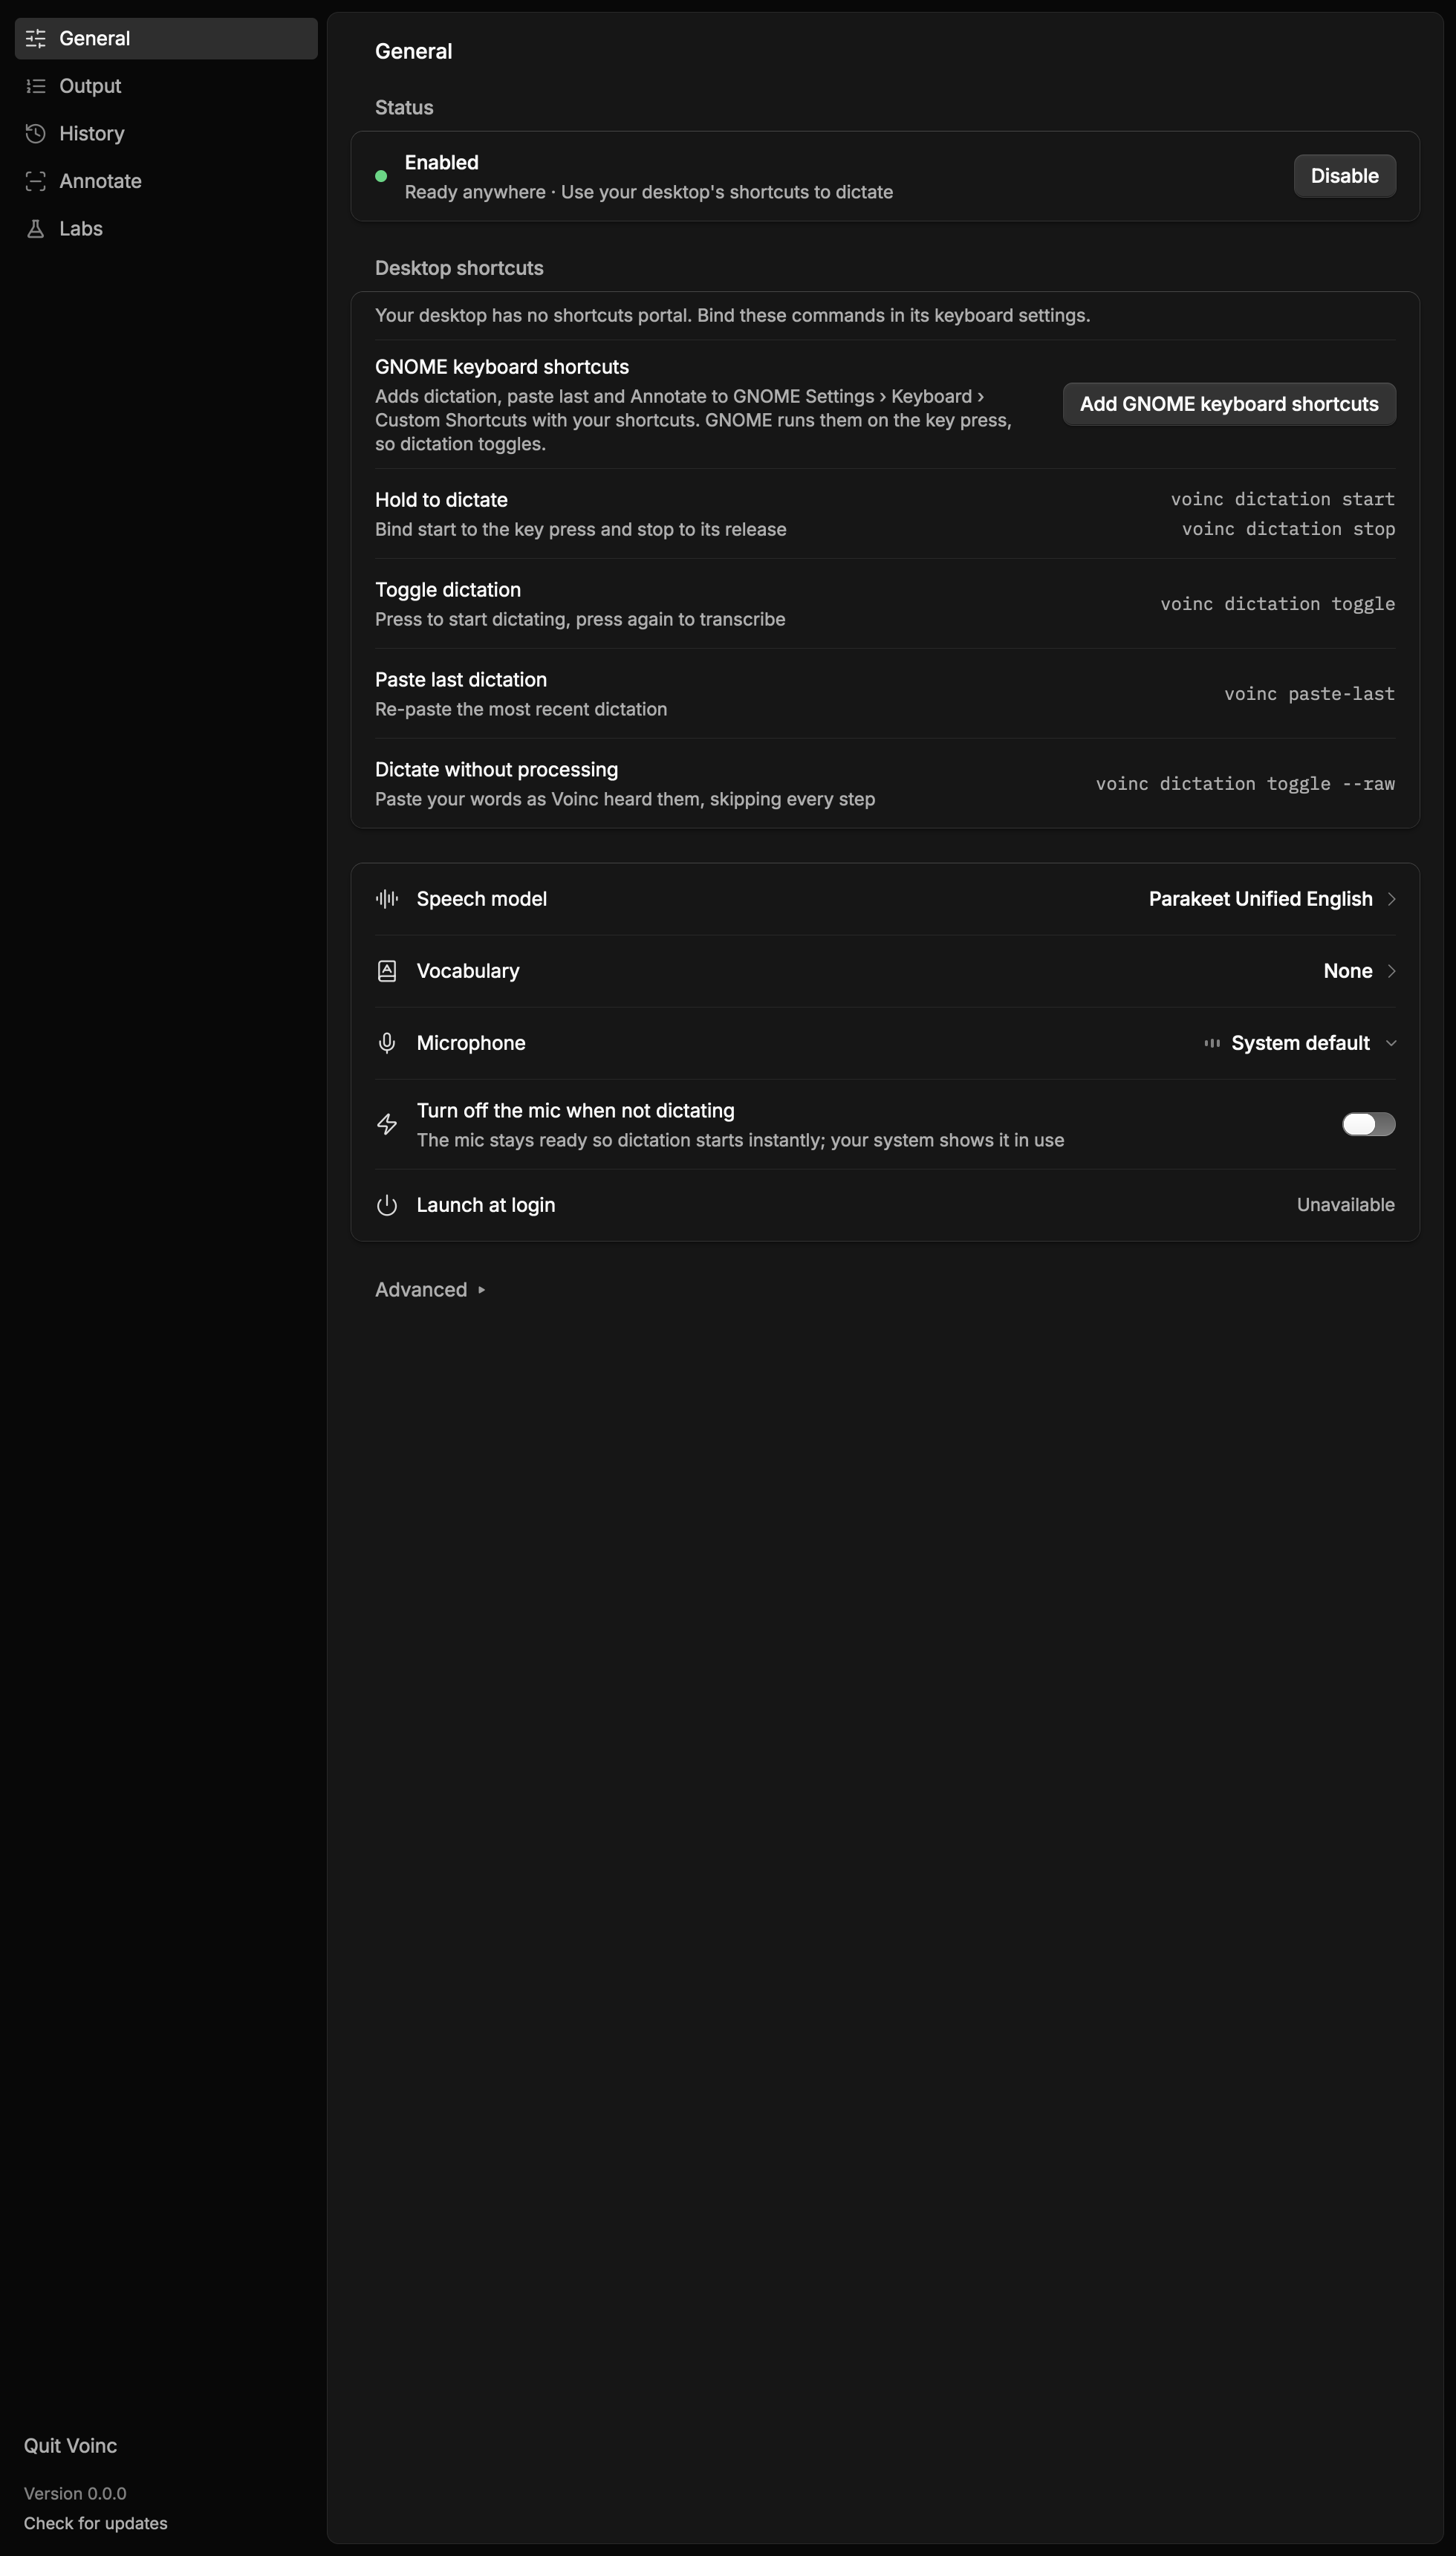 General
Output
History
Annotate
Labs
Quit Voinc
Version 0.0.0
Check for updates
General
Status
Enabled
Ready anywhere · Use your desktop's shortcuts to dictate
Disable
Desktop shortcuts
Your desktop has no shortcuts portal. Bind these commands in its keyboard settings.
GNOME keyboard shortcuts
Adds dictation, paste last and Annotate to GNOME Settings › Keyboard ›
Custom Shortcuts with your shortcuts. GNOME runs them on the key press,
so dictation toggles.
Add GNOME keyboard shortcuts
Hold to dictate
Bind start to the key press and stop to its release
voinc dictation start
voinc dictation stop
Toggle dictation
Press to start dictating, press again to transcribe
voinc dictation toggle
Paste last dictation
Re-paste the most recent dictation
voinc paste-last
Dictate without processing
Paste your words as Voinc heard them, skipping every step
voinc dictation toggle --raw
Speech model
Parakeet Unified English
Vocabulary
None
Microphone
System default
Turn off the mic when not dictating
The mic stays ready so dictation starts instantly; your system shows it in use
Launch at login
Unavailable
Advanced